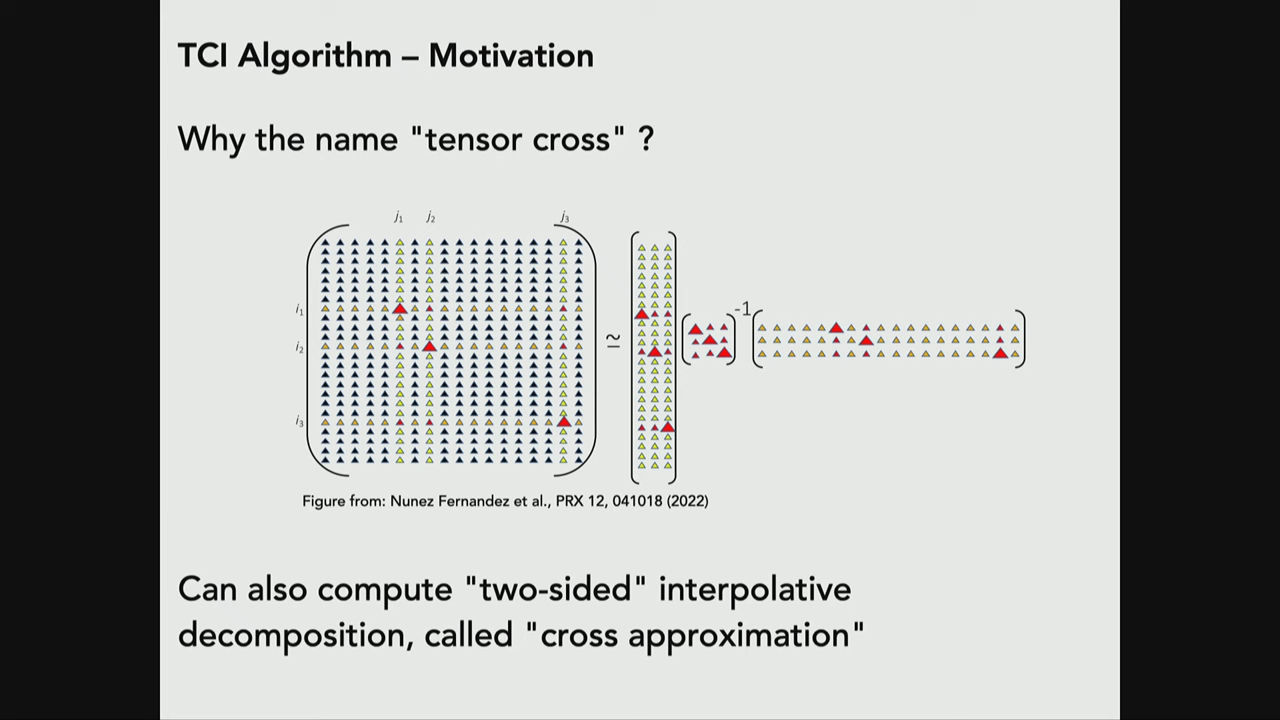 TCI Algorithm – Motivation
Why the name "tensor cross" ?
j₁ j₂ j₃
i₁
i₂
i₃
≃
-1
Figure from: Nunez Fernandez et al., PRX 12, 041018 (2022)
Can also compute "two-sided" interpolative
decomposition, called "cross approximation"